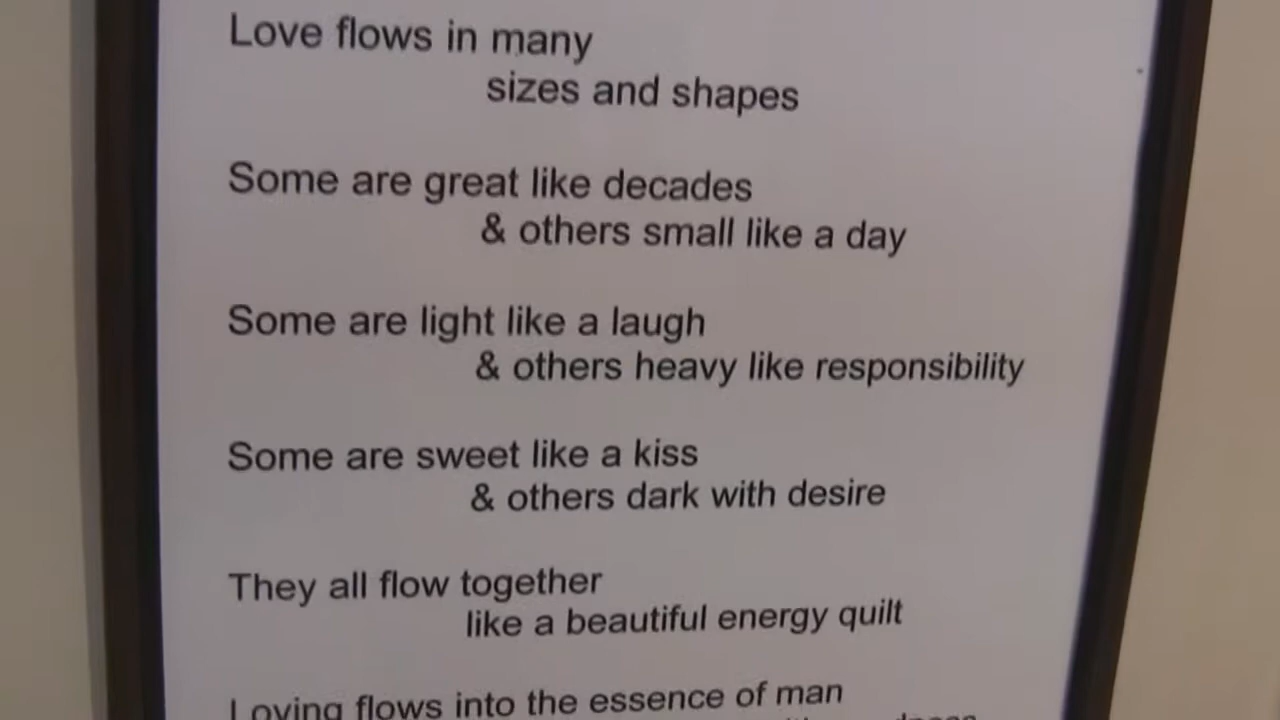 Love flows in many
sizes and shapes
Some are great like decades
& others small like a day
Some are light like a laugh
& others heavy like responsibility
Some are sweet like a kiss
& others dark with desire
They all flow together
like a beautiful energy quilt
Loving flows into the essence of man